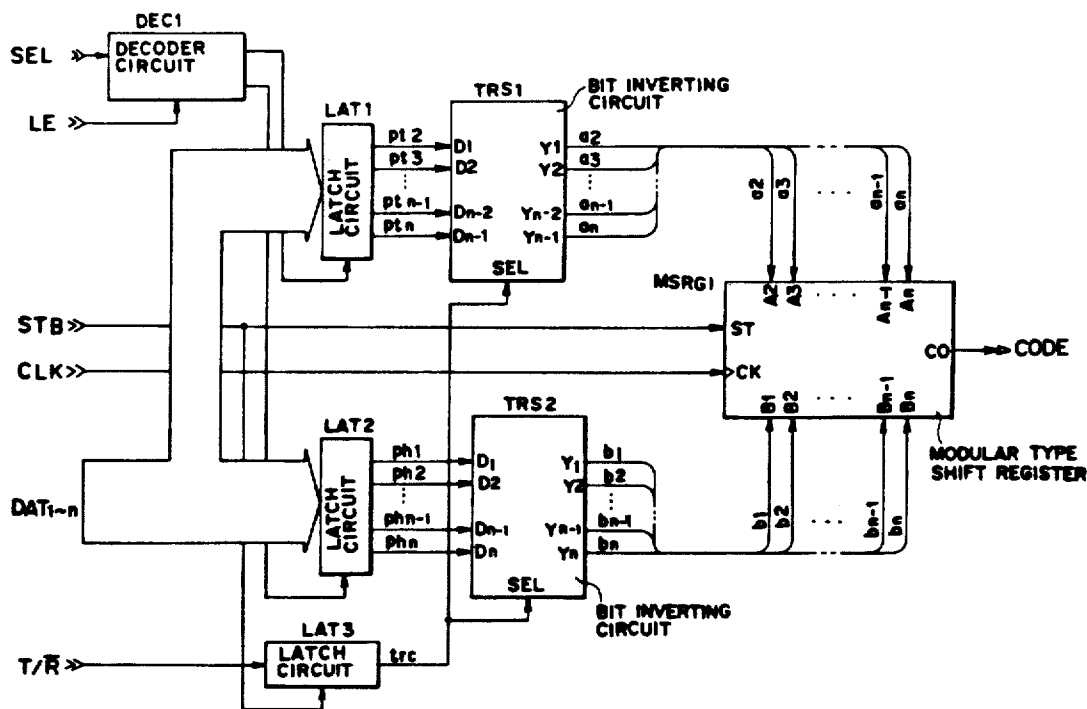 DEC1
SEL
DECODER CIRCUIT
LE
LAT1
LATCH CIRCUIT
pt2
pt3
ptn-1
ptn
TRS1
BIT INVERTING CIRCUIT
D1
D2
Dn-2
Dn-1
SEL
Y1
Y2
Yn-2
Yn-1
a2
a3
an-1
an
a2
a3
an-1
an
MSRG1
A2
A3
An-1
An
STB
CLK
ST
CK
CO
CODE
B1
B2
Bn-1
Bn
MODULAR TYPE SHIFT REGISTER
b1
b2
bn-1
bn
DAT1~n
LAT2
LATCH CIRCUIT
ph1
ph2
phn-1
phn
TRS2
D1
D2
Dn-1
Dn
SEL
Y1
Y2
Yn-1
Yn
b1
b2
bn-1
bn
BIT INVERTING CIRCUIT
LAT3
T/R̅
LATCH CIRCUIT
trc